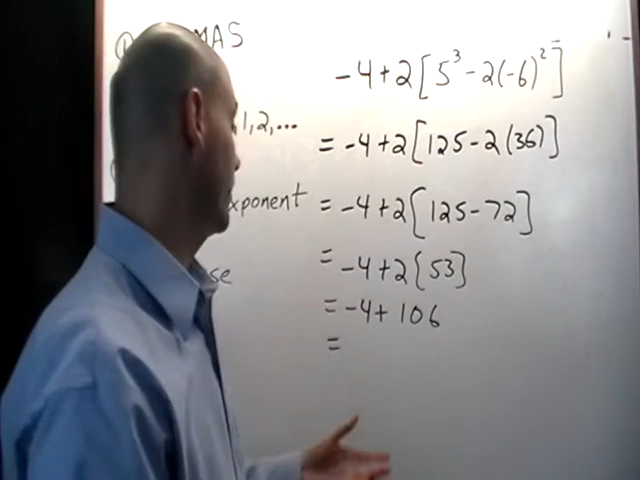 ① MAS
-4+2[5³-2(-6)²]
1,2,...
= -4+2[125-2(36)]
xponent
= -4+2[125-72]
se
= -4+2[53]
= -4+106
=